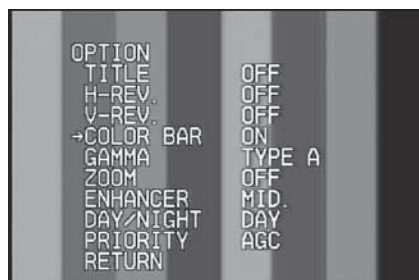 OPTION
TITLE OFF
H-REV. OFF
V-REV. OFF
→COLOR BAR ON
GAMMA TYPE A
ZOOM OFF
ENHANCER MID.
DAY/NIGHT DAY
PRIORITY AGC
RETURN